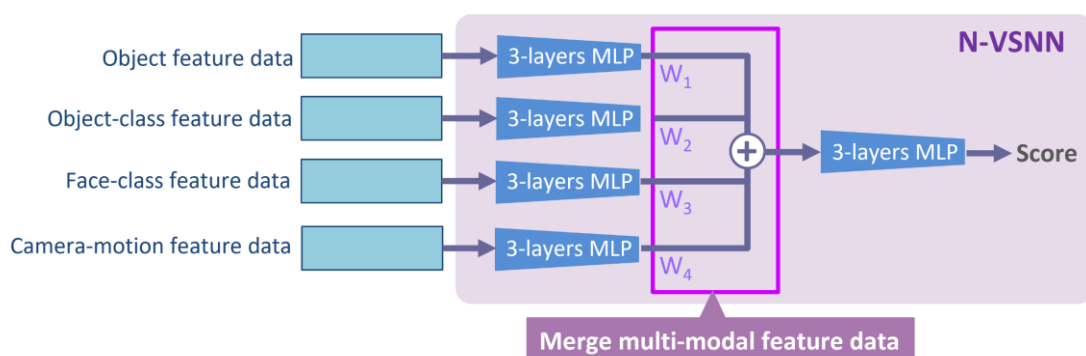 N-VSNN
Object feature data
3-layers MLP
W1
Object-class feature data
3-layers MLP
W2
3-layers MLP
Score
Face-class feature data
3-layers MLP
W3
Camera-motion feature data
3-layers MLP
W4
Merge multi-modal feature data